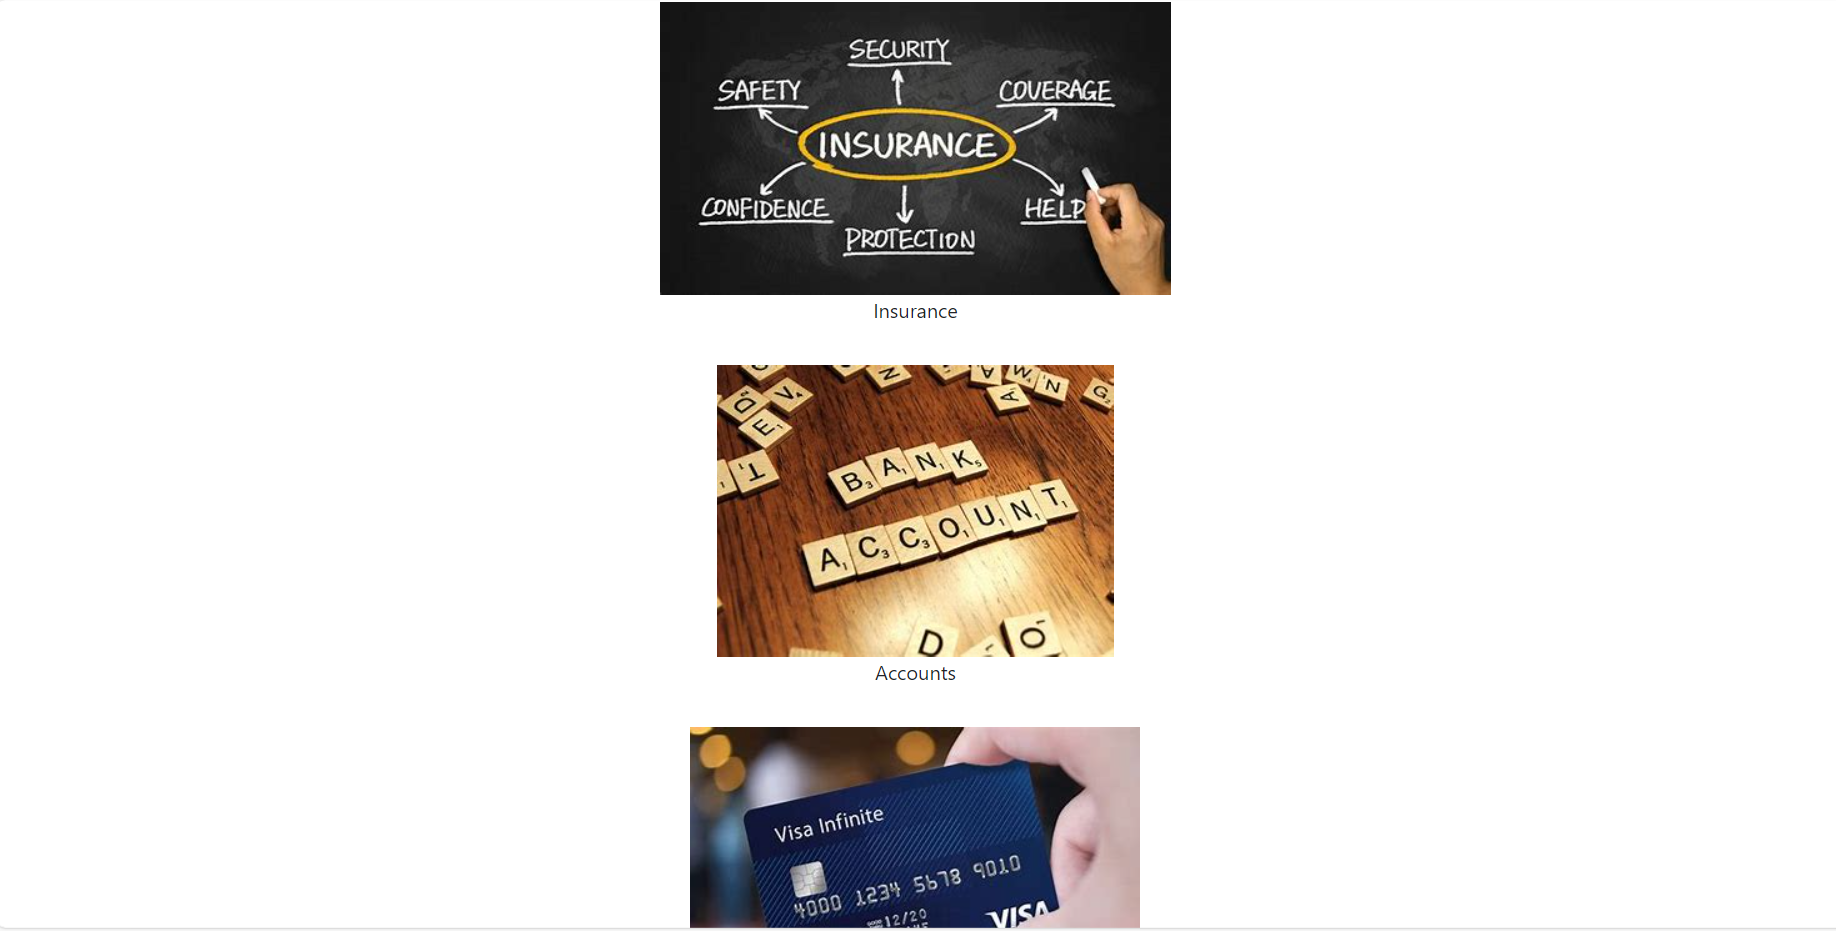 SECURITY
SAFETY
COVERAGE
INSURANCE
CONFIDENCE
HELP
PROTECTION
Insurance
D V N A W N G
E A
T
BANK
ACCOUNT
D O
Accounts
Visa Infinite
4000 1234 5678 9010
12/20
VISA